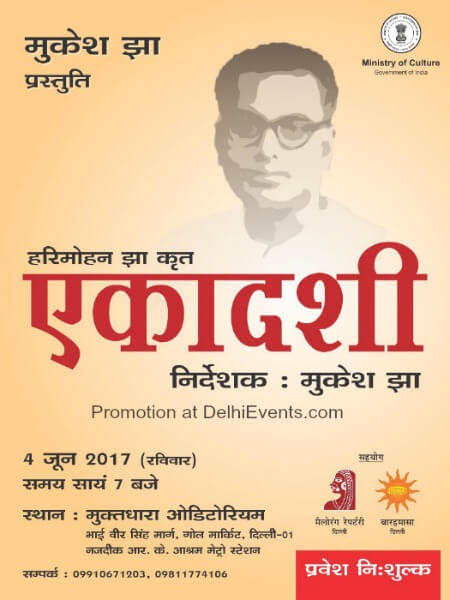 मुकेश झा
प्रस्तुति
Ministry of Culture
Government of India
हरिमोहन झा कृत
एकादशी
निर्देशक : मुकेश झा
Promotion at DelhiEvents.com
4 जून 2017 (रविवार)
समय सायं 7 बजे
स्थान : मुक्तधारा ओडिटोरियम
भाई वीर सिंह मार्ग, गोल मार्किट, दिल्ली-01
नजदीक आर. के. आश्रम मेट्रो स्टेशन
सम्पर्क : 09910671203, 09811774106
सहयोग
मैलोरंग रेपर्टरी
दिल्ली
बारहमासा
दिल्ली
प्रवेश निःशुल्क